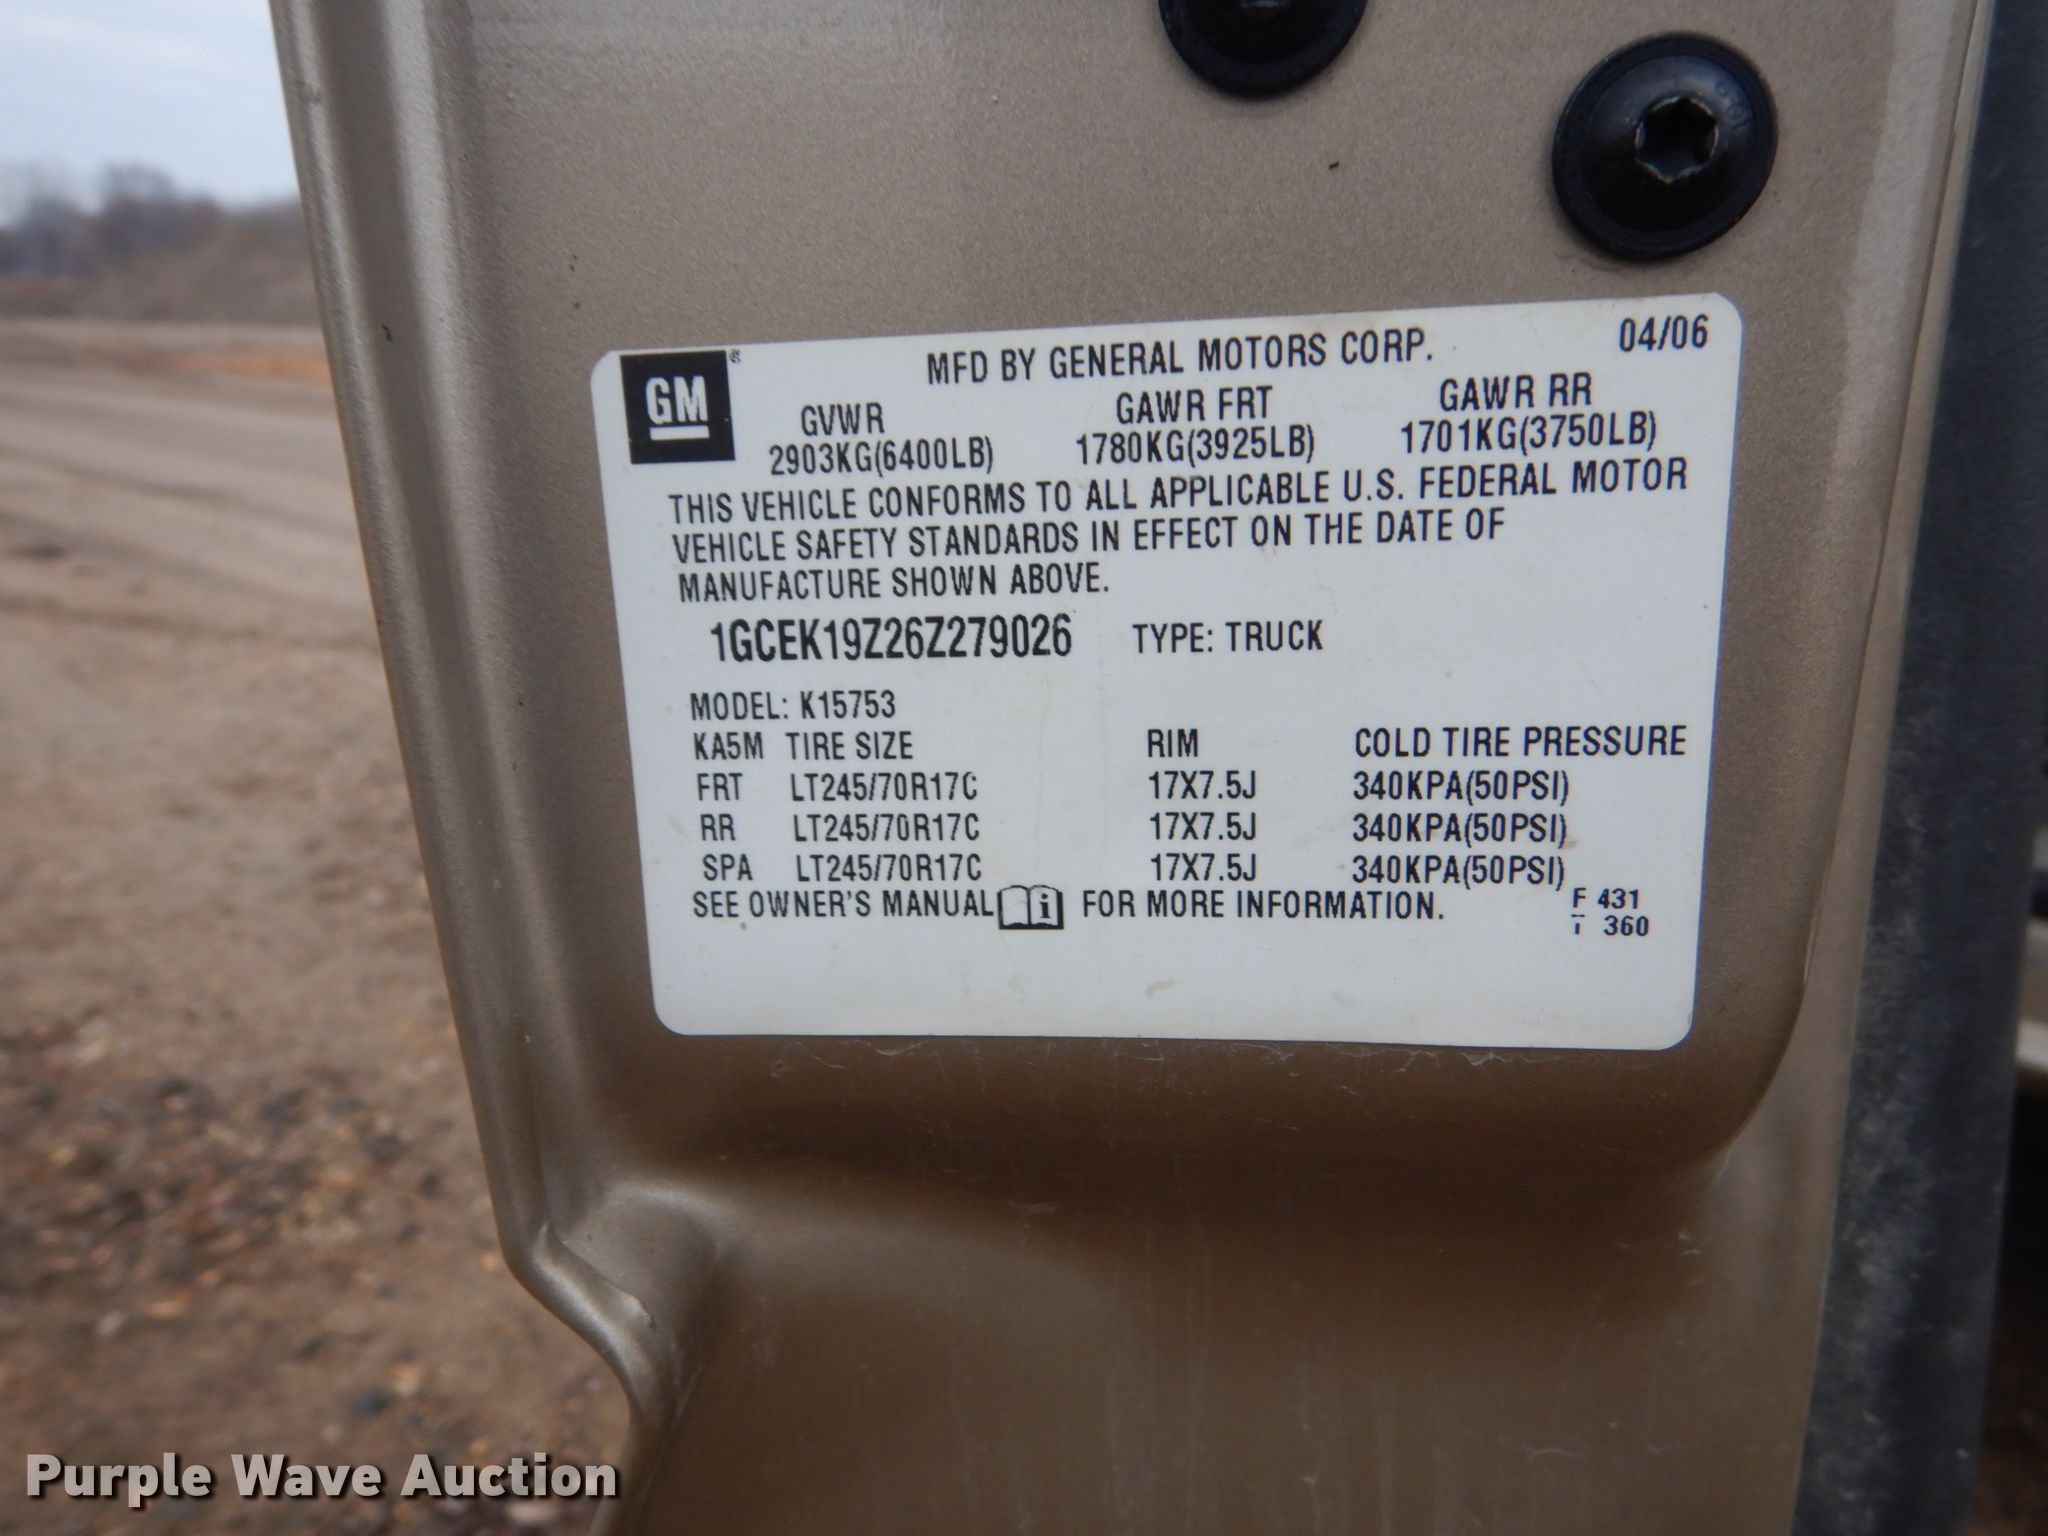 MFD BY GENERAL MOTORS CORP. 04/06
GM
GVWR GAWR FRT GAWR RR
2903KG(6400LB) 1780KG(3925LB) 1701KG(3750LB)
THIS VEHICLE CONFORMS TO ALL APPLICABLE U.S. FEDERAL MOTOR
VEHICLE SAFETY STANDARDS IN EFFECT ON THE DATE OF
MANUFACTURE SHOWN ABOVE.
1GCEK19Z26Z279026 TYPE: TRUCK
MODEL: K15753
KA5M TIRE SIZE RIM COLD TIRE PRESSURE
FRT LT245/70R17C 17X7.5J 340KPA(50PSI)
RR LT245/70R17C 17X7.5J 340KPA(50PSI)
SPA LT245/70R17C 17X7.5J 340KPA(50PSI)
SEE OWNER'S MANUAL i FOR MORE INFORMATION.
F 431
360
Purple Wave Auction